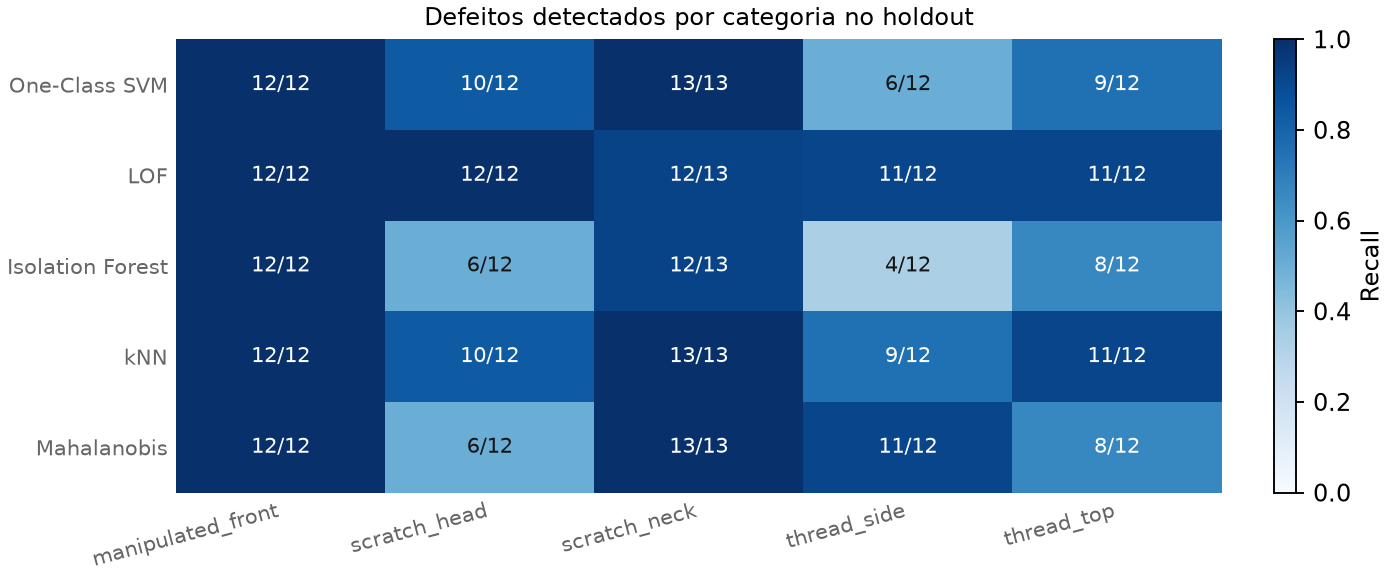 Defeitos detectados por categoria no holdout
One-Class SVM 12/12 10/12 13/13 6/12 9/12
LOF 12/12 12/12 12/13 11/12 11/12
Isolation Forest 12/12 6/12 12/13 4/12 8/12
kNN 12/12 10/12 13/13 9/12 11/12
Mahalanobis 12/12 6/12 13/13 11/12 8/12
manipulated_front scratch_head scratch_neck thread_side thread_top
1.0
0.8
0.6
0.4
0.2
0.0
Recall